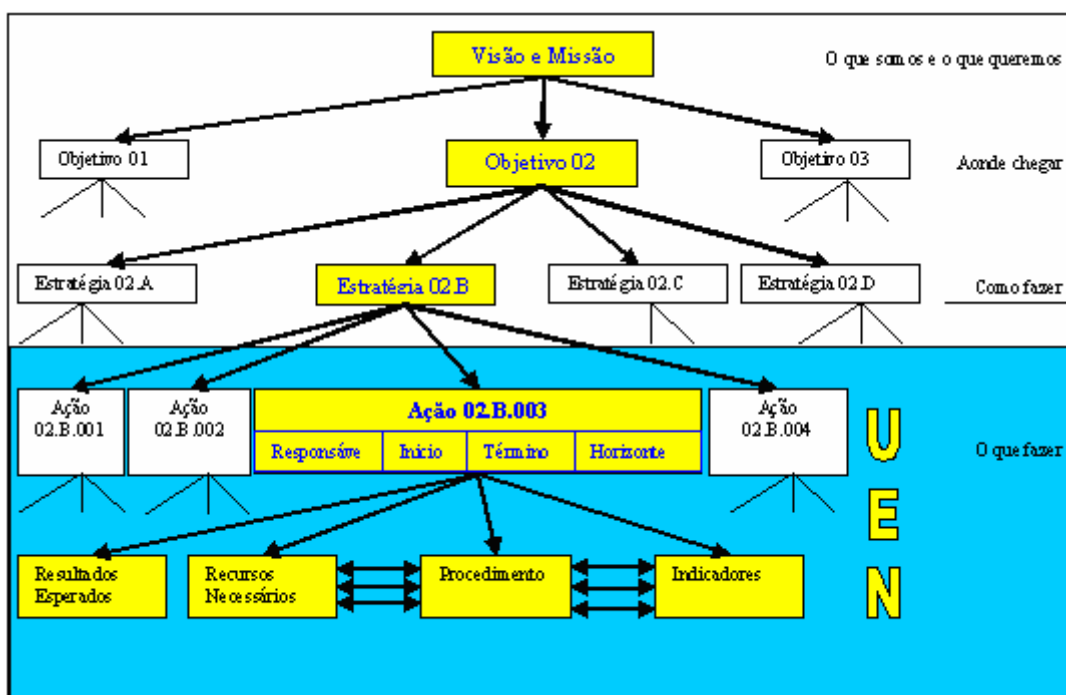 Visão e Missão
O que somos e o que queremos
Objetivo 01
Objetivo 02
Objetivo 03
Aonde chegar
Estratégia 02.A
Estratégia 02.B
Estratégia 02.C
Estratégia 02.D
Como fazer
Ação
02.B.001
Ação
02.B.002
Ação 02.B.003
Responsáve
Inicio
Término
Horizonte
Ação
02.B.004
UEN
O que fazer
Resultados
Esperados
Recursos
Necessários
Procedimento
Indicadores